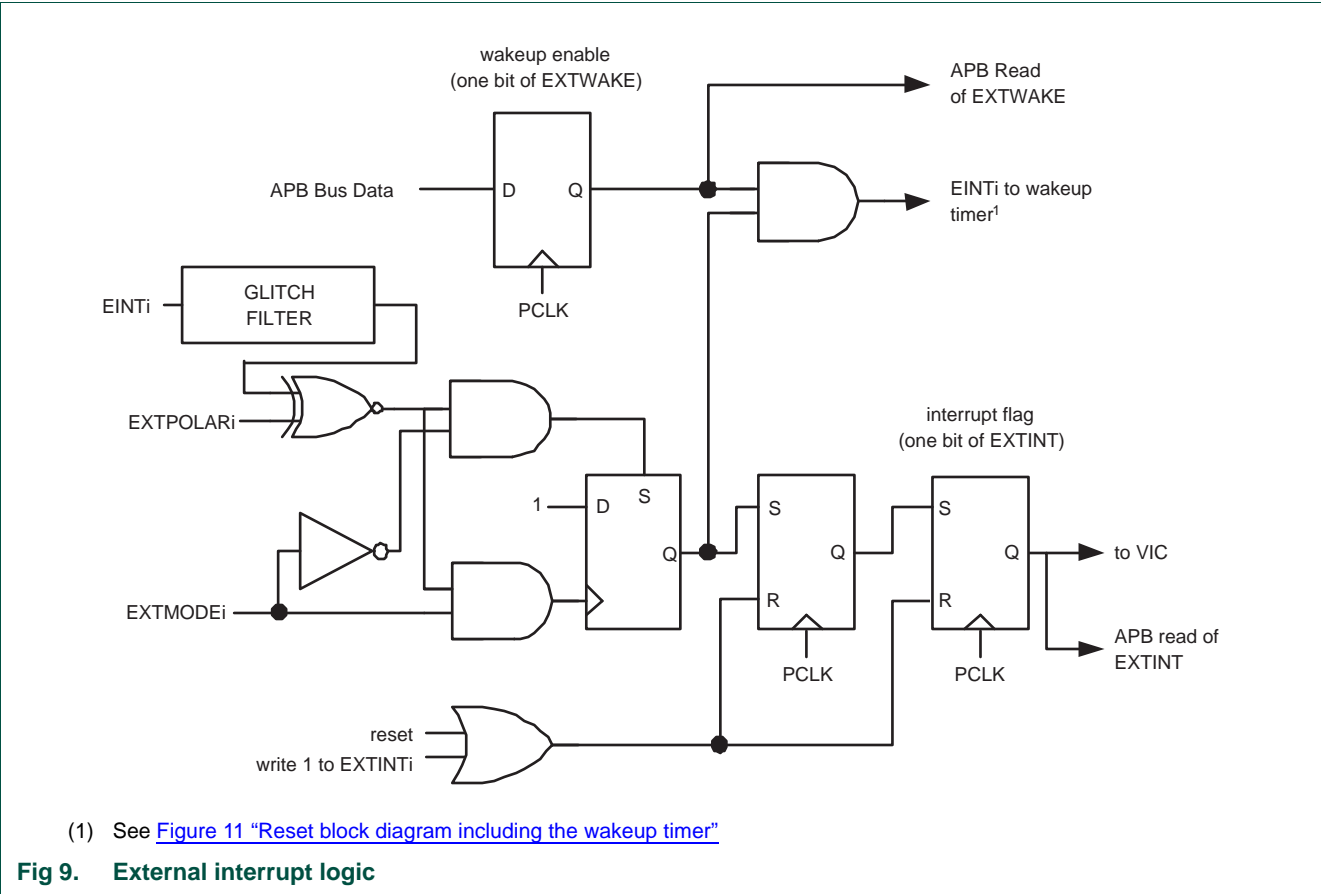 wakeup enable
(one bit of EXTWAKE)
APB Read
of EXTWAKE
APB Bus Data
D
Q
EINTi to wakeup
timer1
PCLK
EINTi
GLITCH
FILTER
EXTPOLARi
interrupt flag
(one bit of EXTINT)
1
D
S
Q
S
Q
R
PCLK
S
Q
R
PCLK
to VIC
APB read of
EXTINT
EXTMODEi
reset
write 1 to EXTINTi
(1) See Figure 11 “Reset block diagram including the wakeup timer”
Fig 9. External interrupt logic